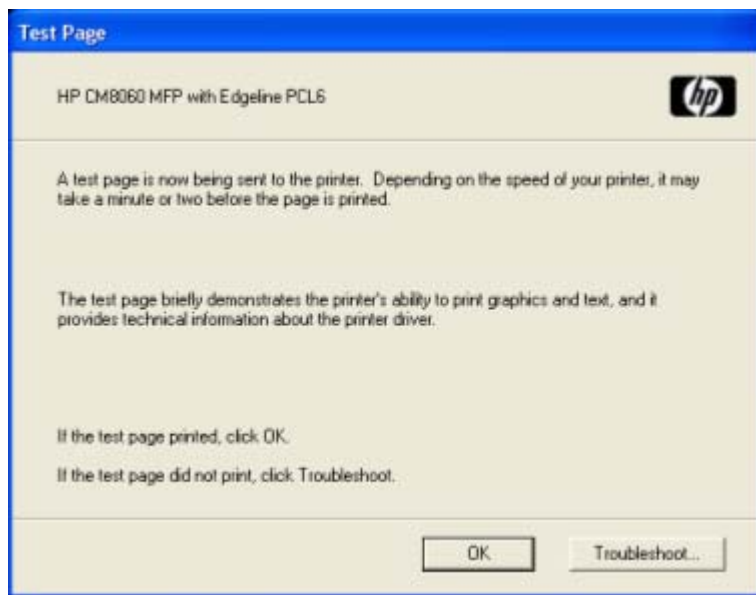 Test Page
HP CM8060 MFP with Edgeline PCL6
hp
A test page is now being sent to the printer. Depending on the speed of your printer, it may
take a minute or two before the page is printed.
The test page briefly demonstrates the printer's ability to print graphics and text, and it
provides technical information about the printer driver.
If the test page printed, click OK.
If the test page did not print, click Troubleshoot.
OK
Troubleshoot...